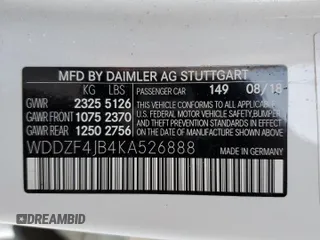 MFD BY DAIMLER AG STUTTGART
KG LBS PASSENGER CAR 149 08/18
GVWR 2325 5126
GAWR FRONT 1075 2370
GAWR REAR 1250 2756
THIS VEHICLE CONFORMS TO ALL APPLICABLE
U.S. FEDERAL MOTOR VEHICLE SAFETY, BUMPER
AND THEFT PREVENTION STANDARDS IN EFFECT
ON THE DATE OF MANUFACTURE SHOWN ABOVE.
WDDZF4JB4KA526888
MADE IN GERMANY
DREAMBID